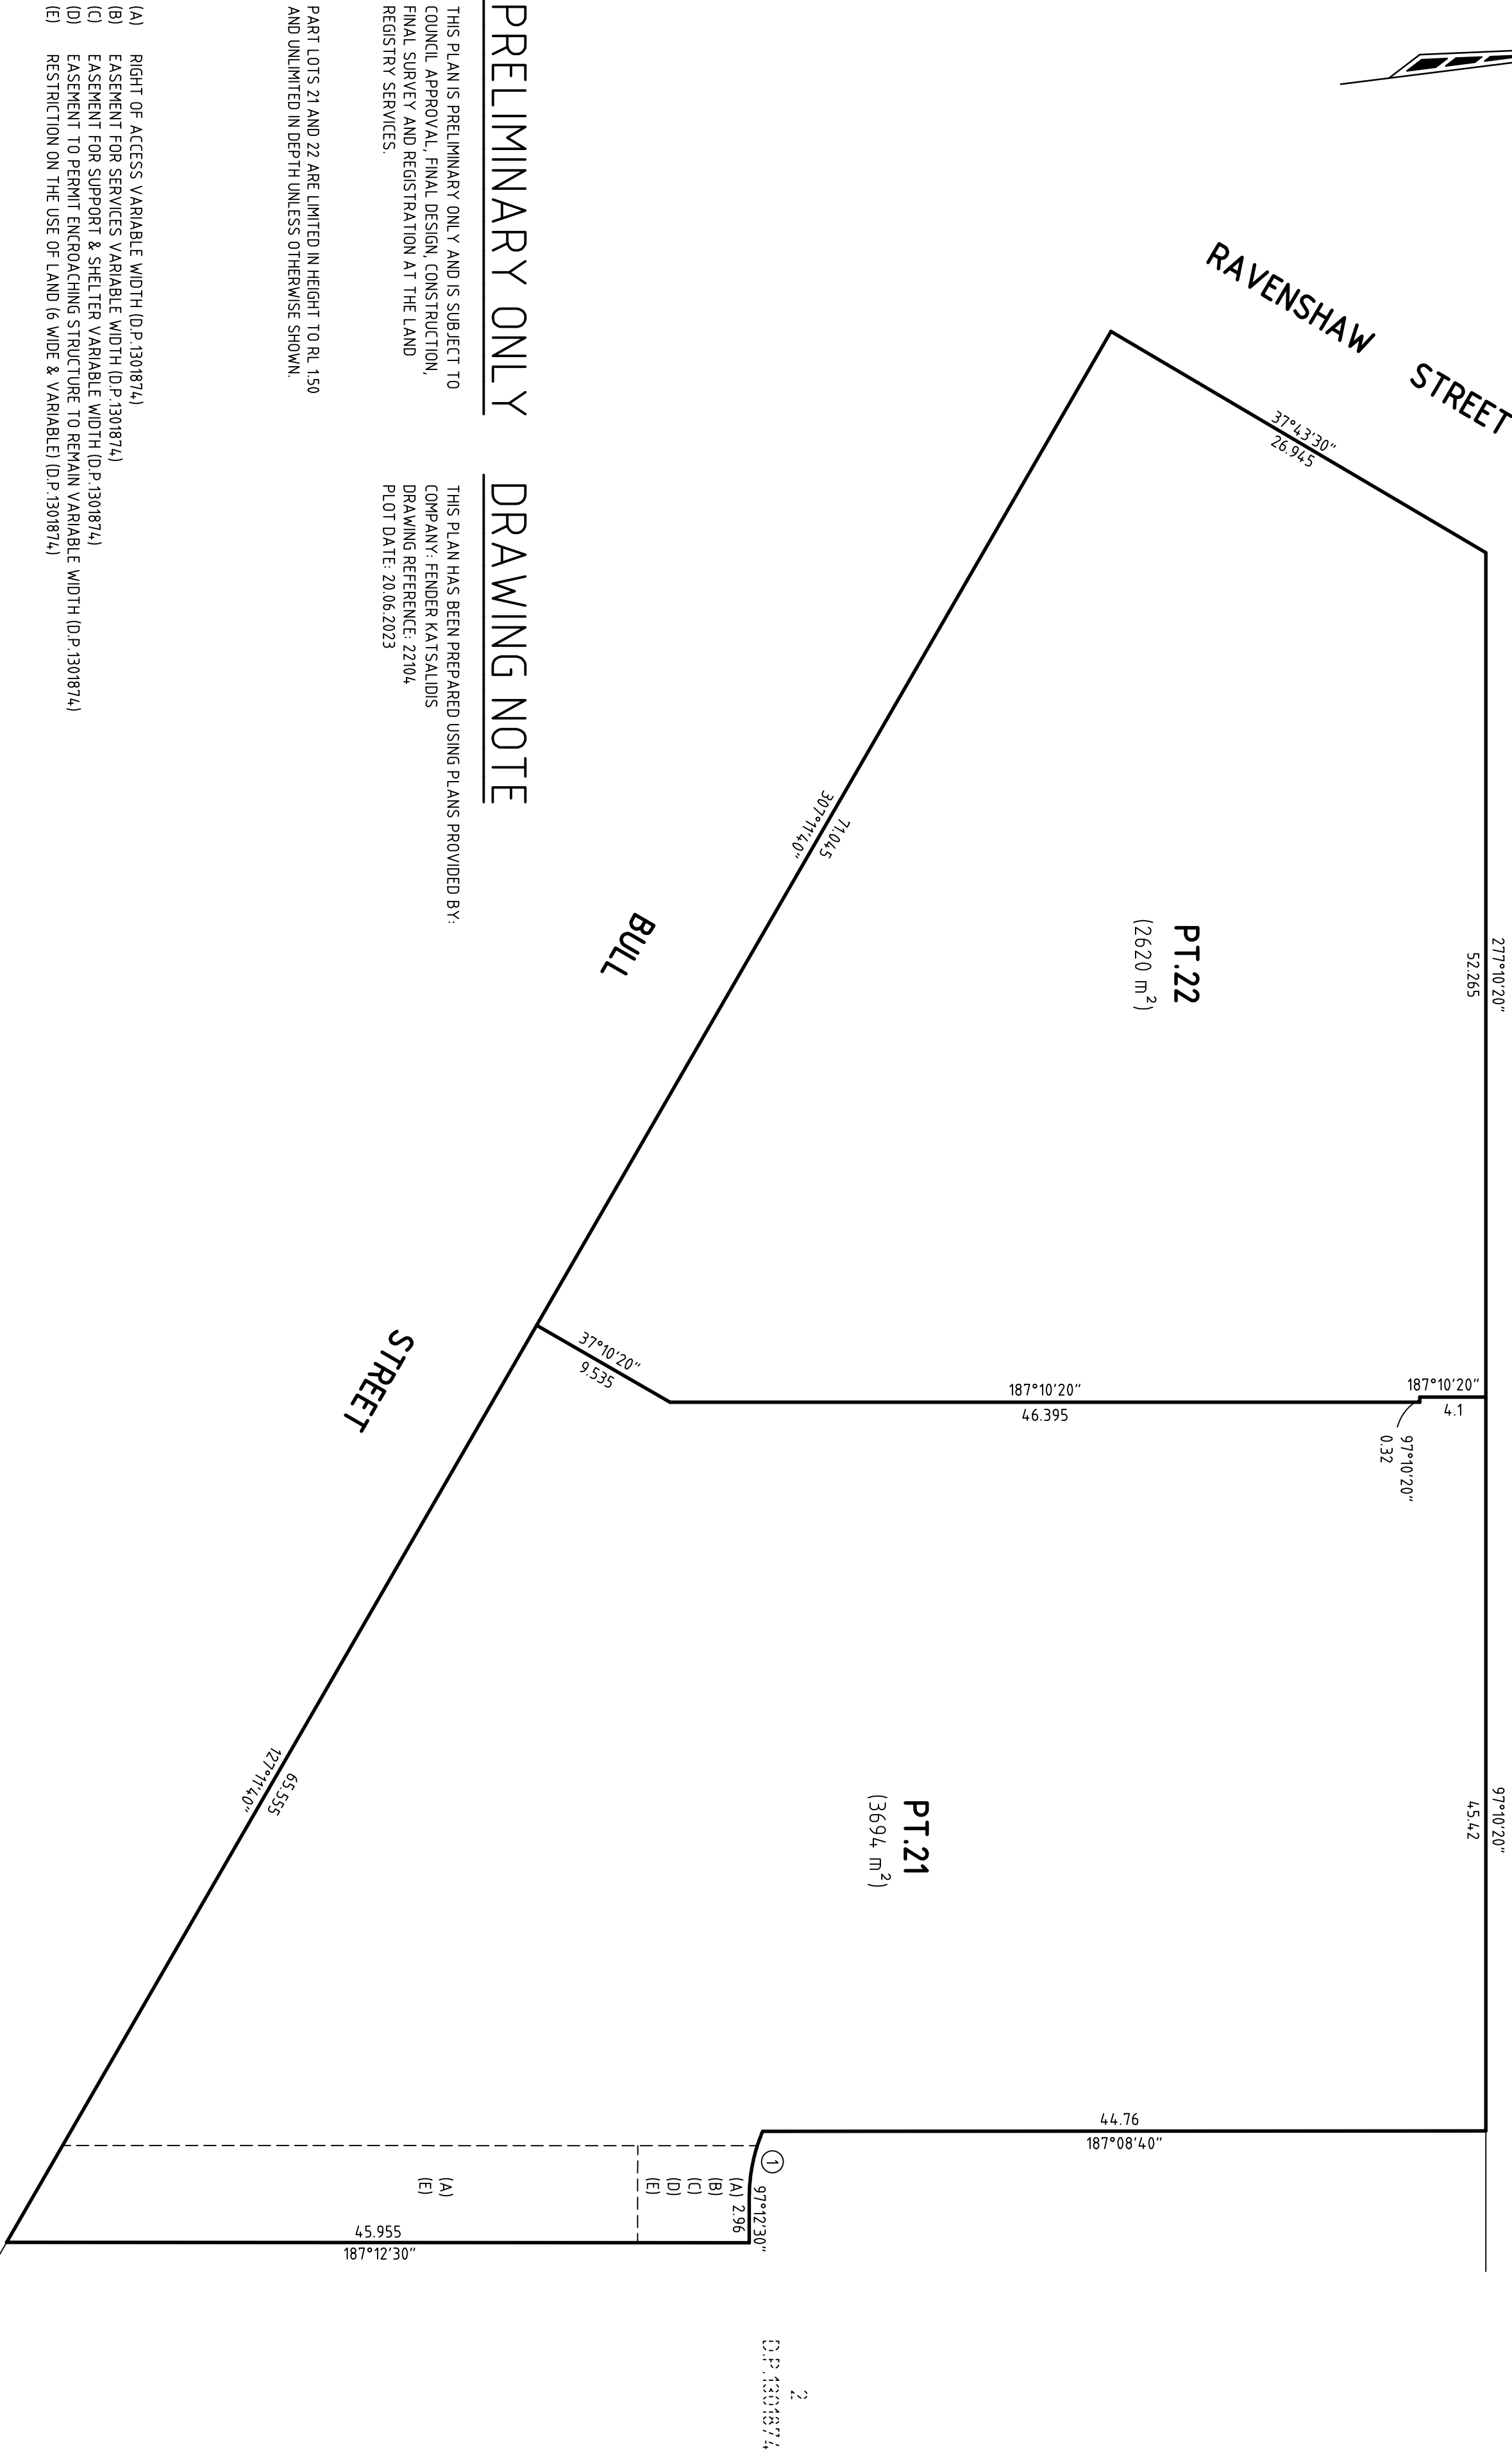 RAVENSHAW STREET
37°43'30"
26.945
277°10'20"
52.265
97°10'20"
45.42
PT.22
(2620 m²)
71.045
307°11'40"
BULL
STREET
37°10'20"
9.535
187°10'20"
46.395
187°10'20"
4.1
97°10'20"
0.32
PT.21
(3694 m²)
65.555
127°11'40"
44.76
187°08'40"
1
97°12'30"
(A) 2.96
(B)
(C)
(D)
(E)
(A)
(E)
45.955
187°12'30"
2
D.P.1301874
PRELIMINARY ONLY
THIS PLAN IS PRELIMINARY ONLY AND IS SUBJECT TO
COUNCIL APPROVAL, FINAL DESIGN, CONSTRUCTION,
FINAL SURVEY AND REGISTRATION AT THE LAND
REGISTRY SERVICES.
DRAWING NOTE
THIS PLAN HAS BEEN PREPARED USING PLANS PROVIDED BY:
COMPANY: FENDER KATSALIDIS
DRAWING REFERENCE: 22104
PLOT DATE: 20.06.2023
PART LOTS 21 AND 22 ARE LIMITED IN HEIGHT TO RL 1.50
AND UNLIMITED IN DEPTH UNLESS OTHERWISE SHOWN.
(A) RIGHT OF ACCESS VARIABLE WIDTH (D.P.1301874)
(B) EASEMENT FOR SERVICES VARIABLE WIDTH (D.P.1301874)
(C) EASEMENT FOR SUPPORT & SHELTER VARIABLE WIDTH (D.P.1301874)
(D) EASEMENT TO PERMIT ENCROACHING STRUCTURE TO REMAIN VARIABLE WIDTH (D.P.1301874)
(E) RESTRICTION ON THE USE OF LAND (6 WIDE & VARIABLE) (D.P.1301874)